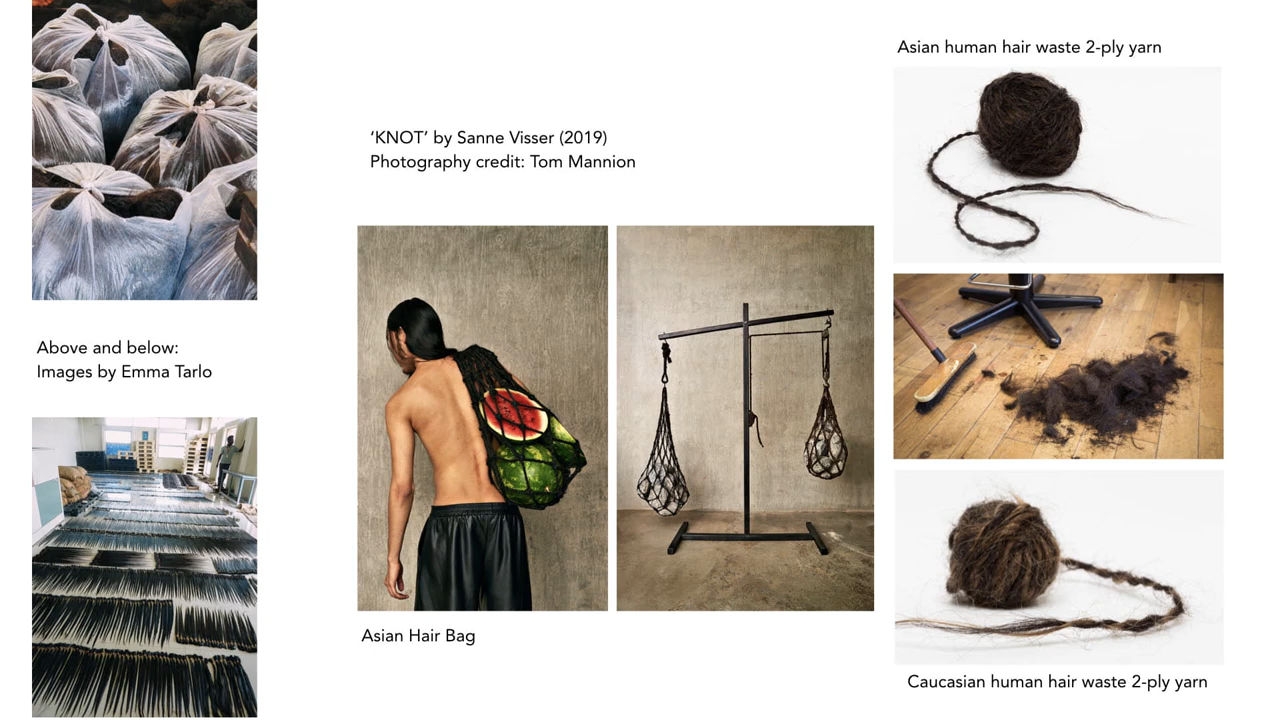 Above and below:
Images by Emma Tarlo
‘KNOT’ by Sanne Visser (2019)
Photography credit: Tom Mannion
Asian Hair Bag
Asian human hair waste 2-ply yarn
Caucasian human hair waste 2-ply yarn